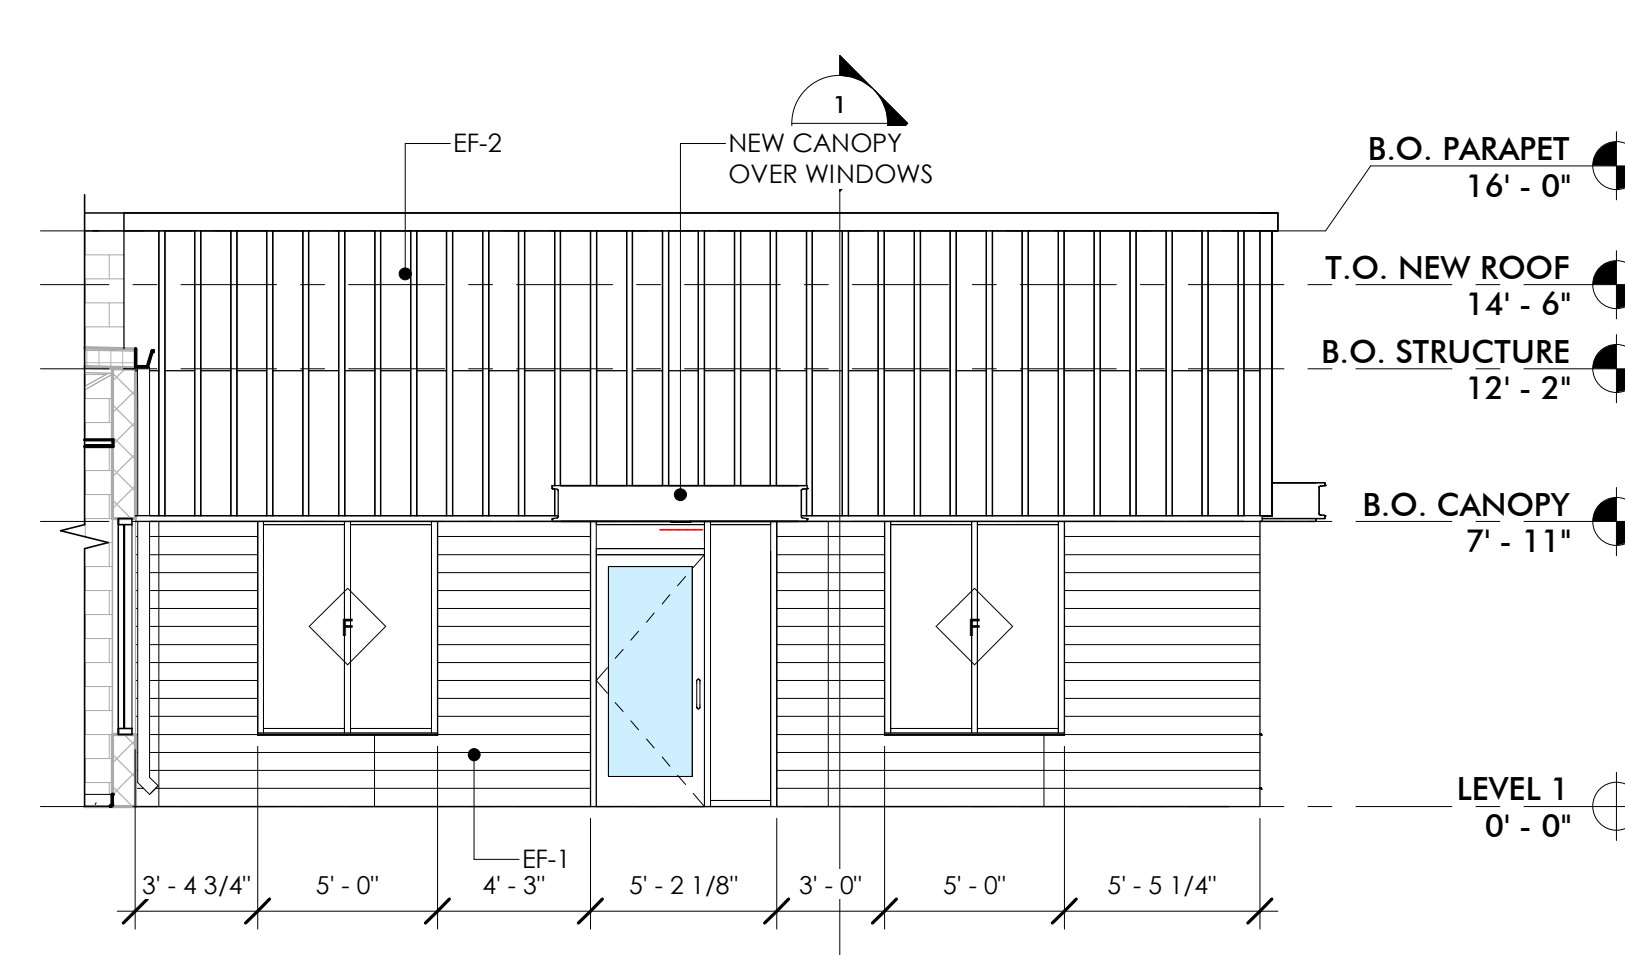 1
EF-2
NEW CANOPY
OVER WINDOWS
B.O. PARAPET
16' - 0"
T.O. NEW ROOF
14' - 6"
B.O. STRUCTURE
12' - 2"
B.O. CANOPY
7' - 11"
F
F
LEVEL 1
0' - 0"
EF-1
3' - 4 3/4"
5' - 0"
4' - 3"
5' - 2 1/8"
3' - 0"
5' - 0"
5' - 5 1/4"